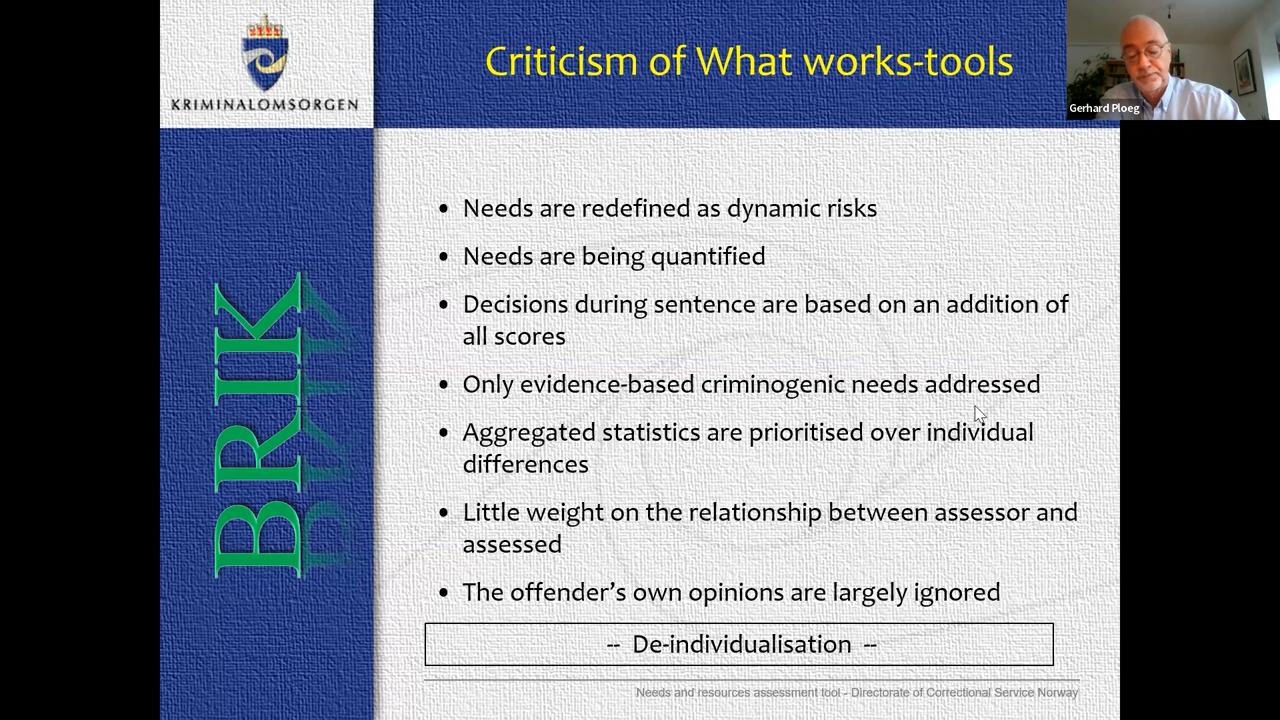 KRIMINALOMSORGEN
Criticism of What works-tools
Gerhard Ploeg
BRIK
• Needs are redefined as dynamic risks
• Needs are being quantified
• Decisions during sentence are based on an addition of
all scores
• Only evidence-based criminogenic needs addressed
• Aggregated statistics are prioritised over individual
differences
• Little weight on the relationship between assessor and
assessed
• The offender’s own opinions are largely ignored
-- De-individualisation --
Needs and resources assessment tool - Directorate of Correctional Service Norway